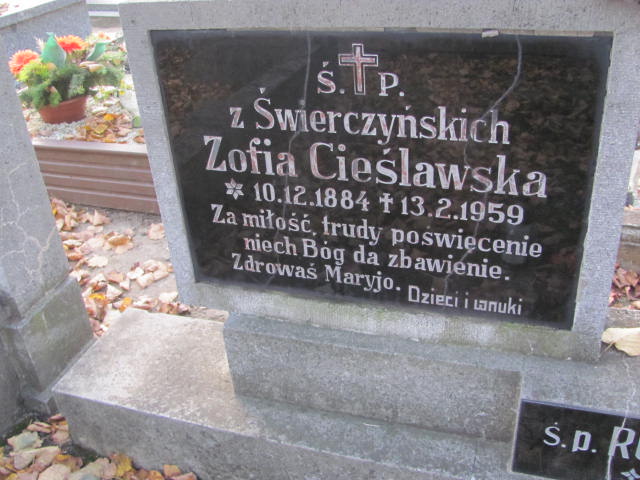 Ś. P.
z Świerczyńskich
Zofia Cieślawska
* 10.12.1884 ✝ 13.2.1959
Za miłość, trudy poświęcenie
niech Bóg da zbawienie.
Zdrowaś Maryjo.
Dzieci i wnuki
Ś.p.